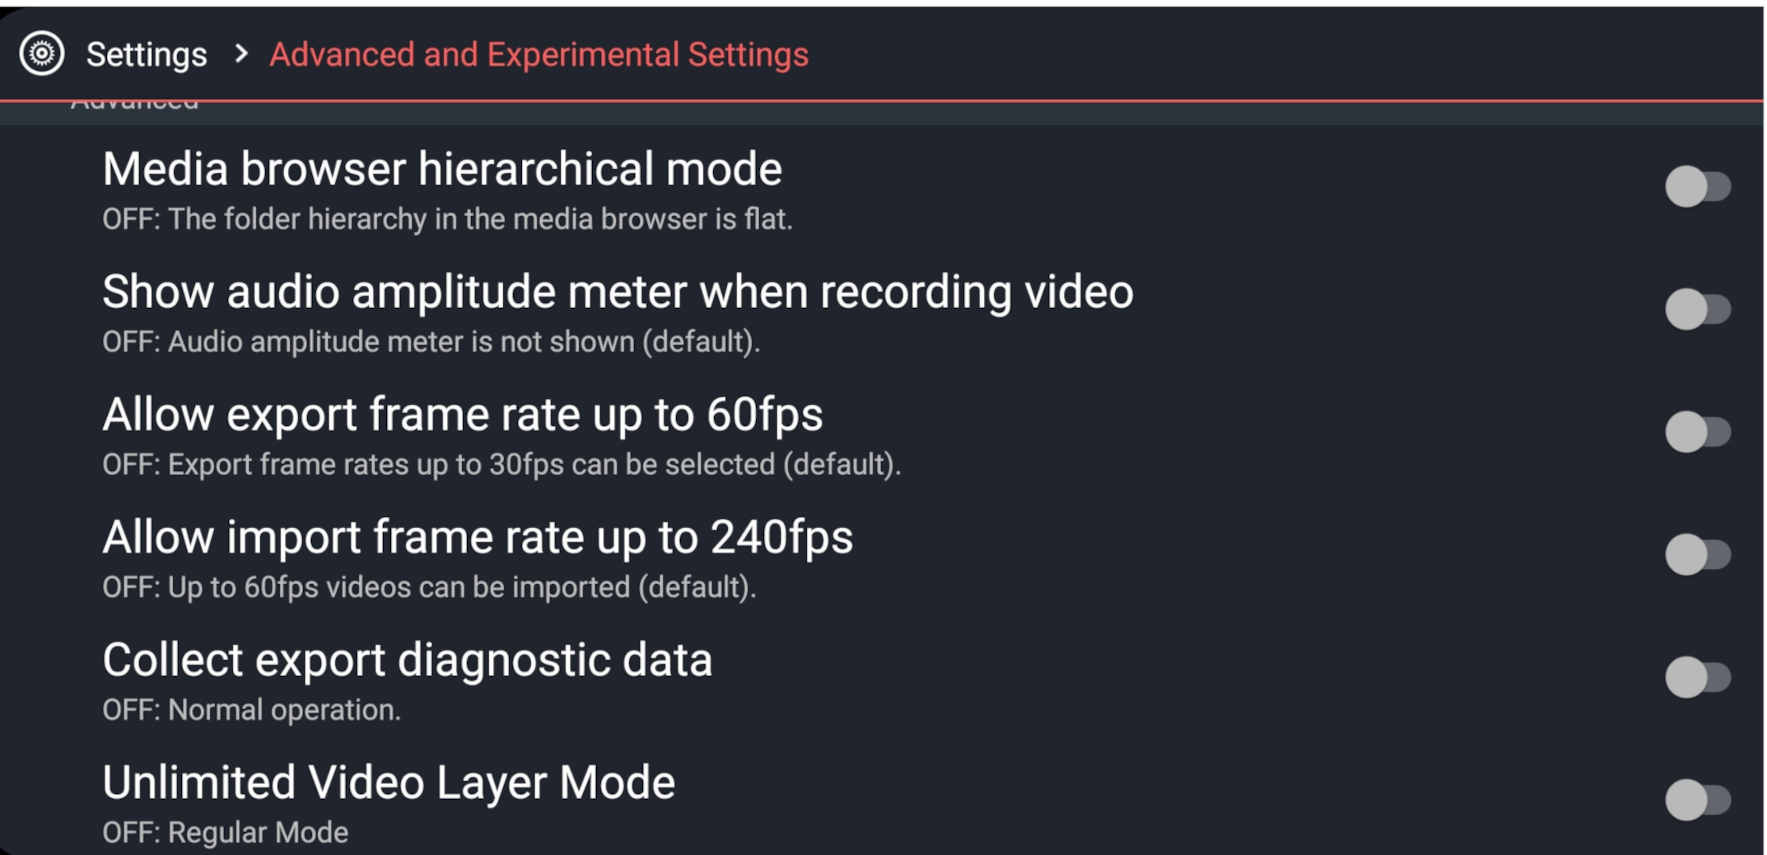 Settings > Advanced and Experimental Settings
Advanced
Media browser hierarchical mode
OFF: The folder hierarchy in the media browser is flat.
Show audio amplitude meter when recording video
OFF: Audio amplitude meter is not shown (default).
Allow export frame rate up to 60fps
OFF: Export frame rates up to 30fps can be selected (default).
Allow import frame rate up to 240fps
OFF: Up to 60fps videos can be imported (default).
Collect export diagnostic data
OFF: Normal operation.
Unlimited Video Layer Mode
OFF: Regular Mode